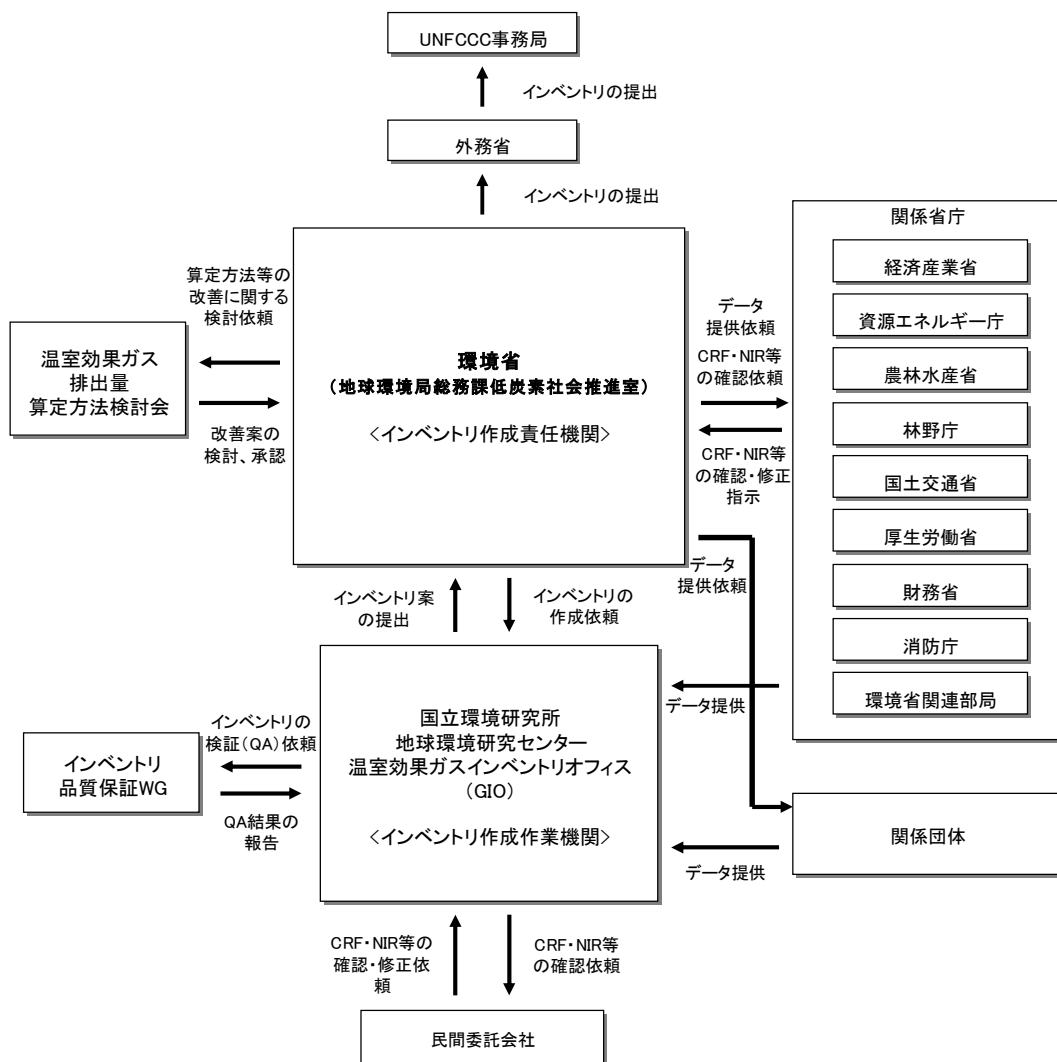 UNFCCC事務局
インベントリの提出
外務省
インベントリの提出
算定方法等の
改善に関する
検討依頼
温室効果ガス
排出量
算定方法検討会
改善案の
検討、承認
環境省
(地球環境局総務課低炭素社会推進室)
<インベントリ作成責任機関>
データ
提供依頼
CRF・NIR等
の確認依頼
CRF・NIR等
の確認・修正
指示
データ
提供依頼
関係省庁
経済産業省
資源エネルギー庁
農林水産省
林野庁
国土交通省
厚生労働省
財務省
消防庁
環境省関連部局
インベントリ案
の提出
インベントリの
作成依頼
国立環境研究所
地球環境研究センター
温室効果ガスインベントリオフィス
(GIO)
<インベントリ作成作業機関>
データ提供
インベントリの
検証(QA)依頼
インベントリ
品質保証WG
QA結果の
報告
関係団体
データ提供
CRF・NIR等の
確認・修正依
頼
CRF・NIR等
の確認依頼
民間委託会社